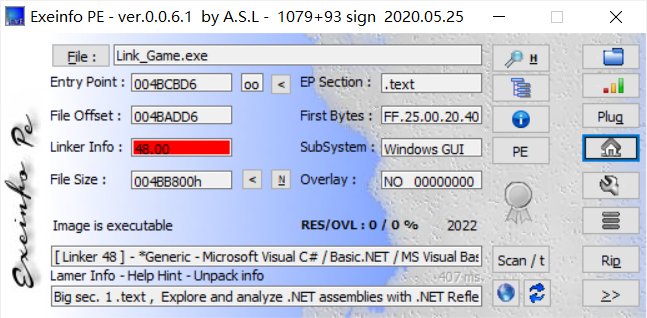 Exeinfo PE - ver.0.0.6.1 by A.S.L - 1079+93 sign 2020.05.25
File : Link_Game.exe H
Entry Point : 004BCBD6 oo < EP Section : .text
File Offset : 004BADD6 First Bytes : FF.25.00.20.40 Plug
Linker Info : 48.00 SubSystem : Windows GUI PE
File Size : 004BB800h < N Overlay : NO 00000000
Image is executable RES/OVL : 0 / 0 % 2022
[ Linker 48 ] - *Generic - Microsoft Visual C# / Basic.NET / MS Visual Bas Scan / t Rip
Lamer Info - Help Hint - Unpack info 407 ms.
Big sec. 1 .text , Explore and analyze .NET assemblies with .NET Refle >>
Exeinfo Pe